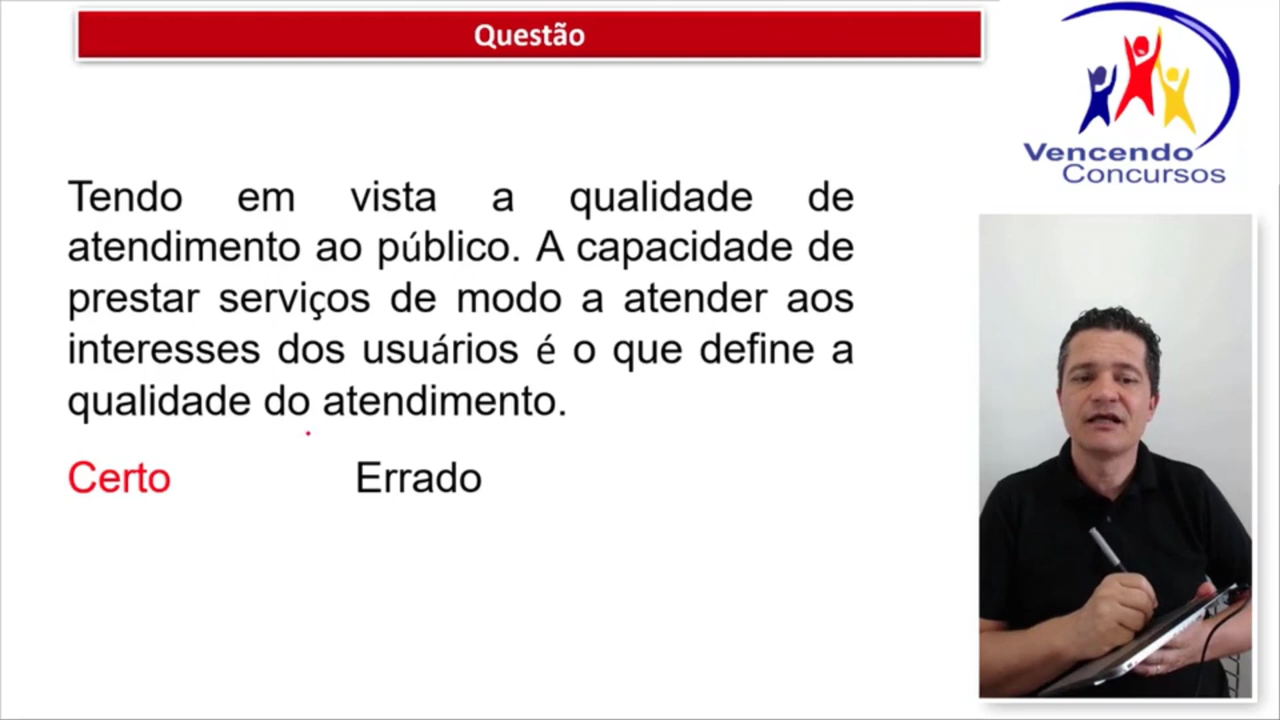 Questão
Vencendo
Concursos
Tendo em vista a qualidade de
atendimento ao público. A capacidade de
prestar serviços de modo a atender aos
interesses dos usuários é o que define a
qualidade do atendimento.
Certo Errado